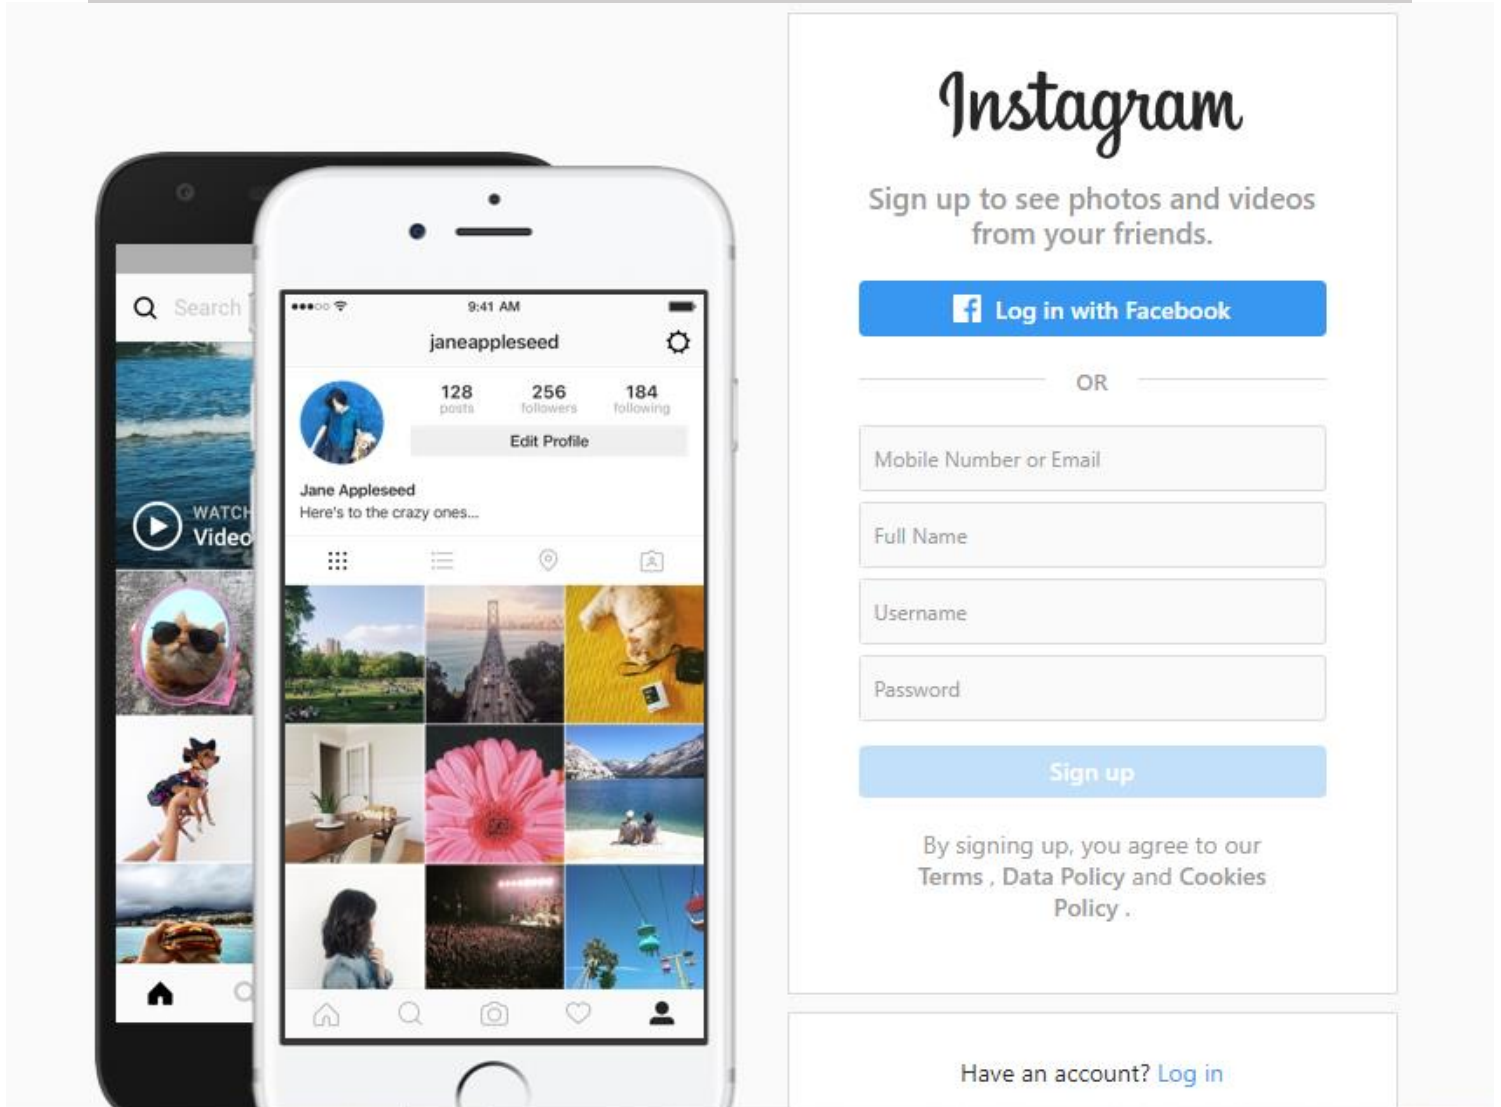 Search
WATCH
Video
9:41 AM
janeappleseed
128 256 184
posts followers following
Edit Profile
Jane Appleseed
Here's to the crazy ones...
Instagram
Sign up to see photos and videos
from your friends.
Log in with Facebook
OR
Mobile Number or Email
Full Name
Username
Password
Sign up
By signing up, you agree to our
Terms , Data Policy and Cookies
Policy .
Have an account? Log in